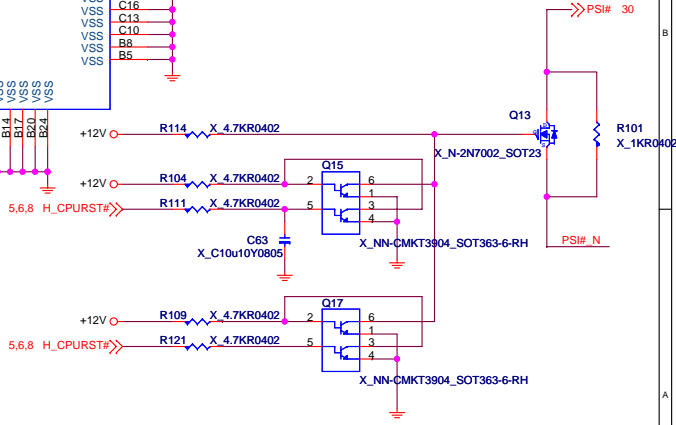 VSS
VSS C16
VSS C13
VSS C10
VSS B8
VSS B5
VSS VSS VSS VSS
B14 B17 B20 B24
PSI# 30
B
+12V R114 X_4.7KR0402
Q13
X_N-2N7002_SOT23
R101
X_1KR0402
+12V R104 X_4.7KR0402
Q15
2 6
1
5,6,8 H_CPURST# R111 X_4.7KR0402
5 3
4
C63
X_C10u10Y0805
X_NN-CMKT3904_SOT363-6-RH
PSI#_N
+12V R109 X_4.7KR0402
Q17
2 6
1
5,6,8 H_CPURST# R121 X_4.7KR0402
5 3
4
X_NN-CMKT3904_SOT363-6-RH
A